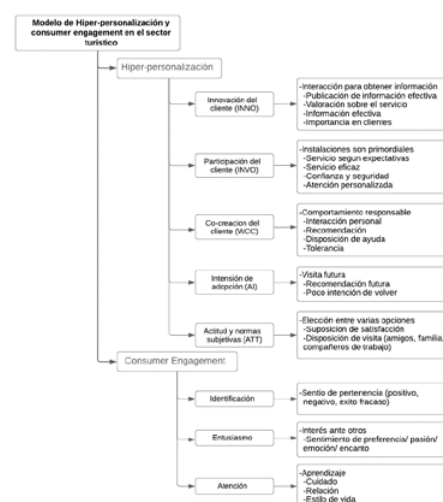 Modelo de Hiper-personalización y
consumer engagement en el sector
turístico
Hiper-personalización
Innovación del
cliente (INNO)
-Interacción para obtener información
-Publicación de información efectiva
-Valoración sobre el servicio
-Información efectiva
-Importancia en clientes
Participación del
cliente (INVO)
-Instalaciones son primordiales
-Servicio segun expectativas
-Servicio eficaz
-Confianza y seguridad
-Atención personalizada
Co-creacion del
cliente (WCC)
-Comportamiento responsable
-Interacción personal
-Recomendación
-Disposición de ayuda
-Tolerancia
Intensión de
adopción (AI)
-Visita futura
-Recomendación futura
-Poco intención de volver
Actitud y normas
subjetivas (ATT)
-Elección entre varias opciones
-Suposicion de satisfacción
-Disposición de visita (amigos, familia,
compañeros de trabajo)
Consumer Engagement
Identificación
-Sentio de pertenencia (positivo,
negativo, exito fracaso)
Entusiasmo
-Interés ante otros
-Sentimiento de preferencia/ pasión/
emoción/ encanto
Atención
-Aprendizaje
-Cuidado
-Relación
-Estilo de vida